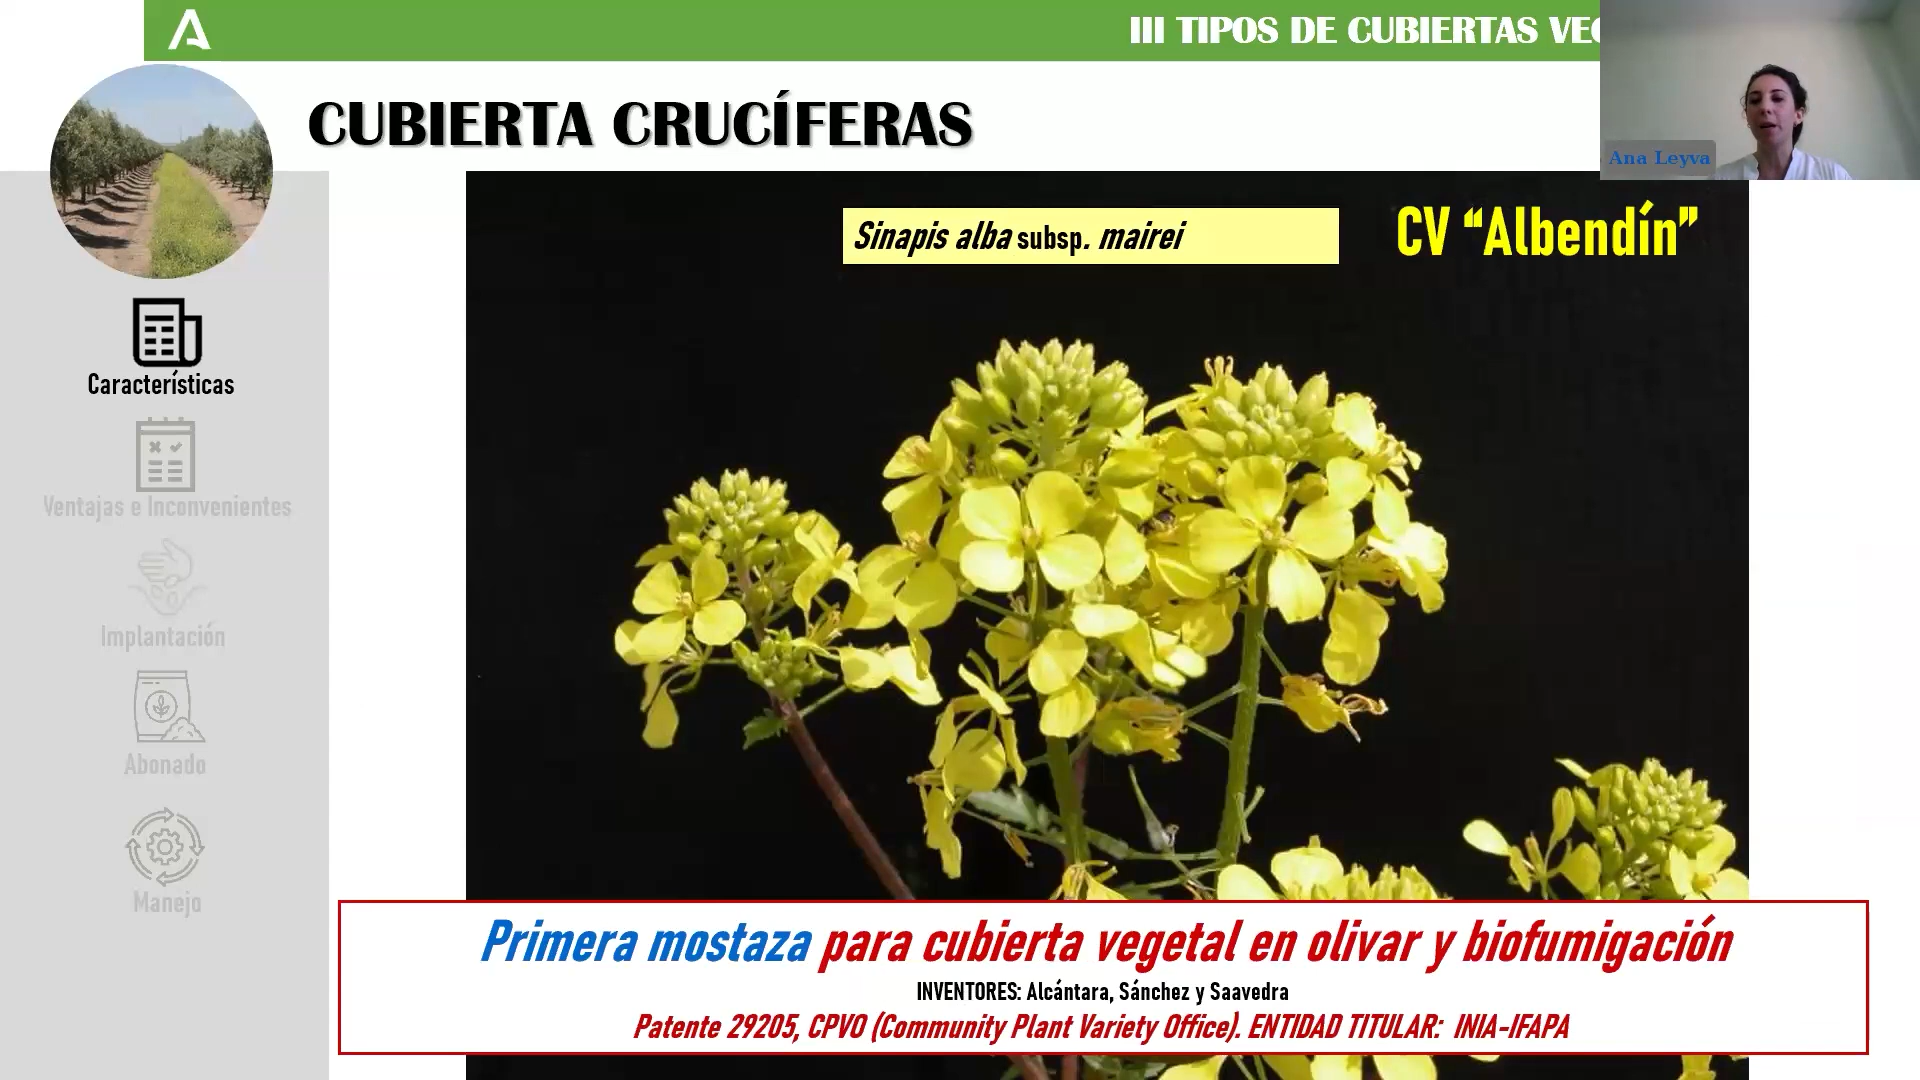 III TIPOS DE CUBIERTAS
CUBIERTA CRUCÍFERAS
Ana Leyva
Sinapis alba subsp. mairei
CV “Albendín”
Características
Ventajas e Inconvenientes
Implantación
Abonado
Manejo
Primera mostaza para cubierta vegetal en olivar y biofumigación
INVENTORES: Alcántara, Sánchez y Saavedra
Patente 29205, CPVO (Community Plant Variety Office). ENTIDAD TITULAR: INIA-IFAPA